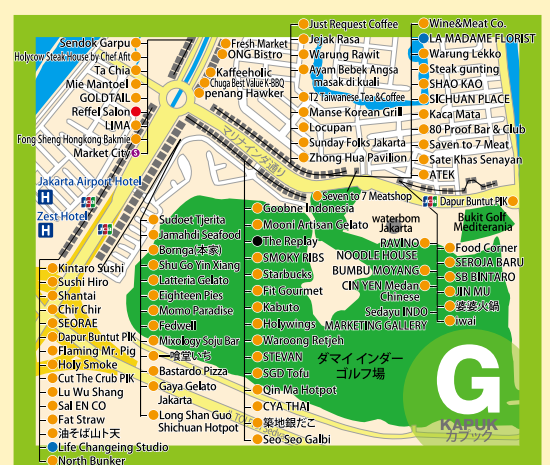 Sendok Garpu
Holycow Steak House by Chef Afit
Ta Chia
Mie Mantoel
GOLDTAIL
Reffel Salon
LIMA
Fong Sheng Hongkong Bakmie
Market City
S
Fresh Market
ONG Bistro
Kaffeeholic
Chuga Best Value K-BBQ
penang Hawker
Just Request Coffee
Jejak Rasa
Warung Rawit
Ayam Bebek Angsa
masak di kuali
T2 Taiwanese Tea &Coffee
Manse Korean Grill
Locupan
Sunday Folks Jakarta
Zhong Hua Pavilion
Wine&Meat Co.
LA MADAME FLORIST
Warung Lekko
Steak gunting
SHAO KAO
SICHUAN PLACE
Kaca Mata
80 Proof Bar & Club
Saven to 7 Meat
Sate Khas Senayan
ATEK
マリナインダ通り
Jakarta Airport Hotel
H
JCB
Zest Hotel
H
JCB
Seven to 7 Meatshop
JCB
JCB
Dapur Buntut PIK
waterbom
Jakarta
Bukit Golf
Mediterania
Sudoet Tjerita
Jamahdi Seafood
Bornga(本家)
Shu Go Yin Xiang
Latteria Gelato
Eighteen Pies
Momo Paradise
Fedwell
Mixology Soju Bar
一喰堂いち
Bastardo Pizza
Gaya Gelato
Jakarta
Long Shan Guo
Shichuan Hotpot
Goobne Indonesia
Mooni Artisan Gelato
The Replay
SMOKY RIBS
Starbucks
Fit Gourmet
Kabuto
Holywings
Waroong Retjeh
STEVAN
SGD Tofu
Qin Ma Hotpot
CYA THAI
築地銀だこ
Seo Seo Galbi
RAVINO
NOODLE HOUSE
BUMBU MOYANG
CIN YEN Medan
Chinese
Sedayu INDO
MARKETING GALLERY
Food Corner
SEROJA BARU
SB BINTARO
JIN MU
婆婆火鍋
iwai
Kintaro Sushi
Sushi Hiro
Shantai
Chir Chir
SEORAE
Dapur Buntut PIK
Flaming Mr. Pig
Holy Smoke
Cut The Crub PIK
Lu Wu Shang
Sal EN CO
Fat Straw
油そば山ト天
Life Changeing Studio
North Bunker
ダマイ インダー
ゴルフ場
G
KAPUK
カプック